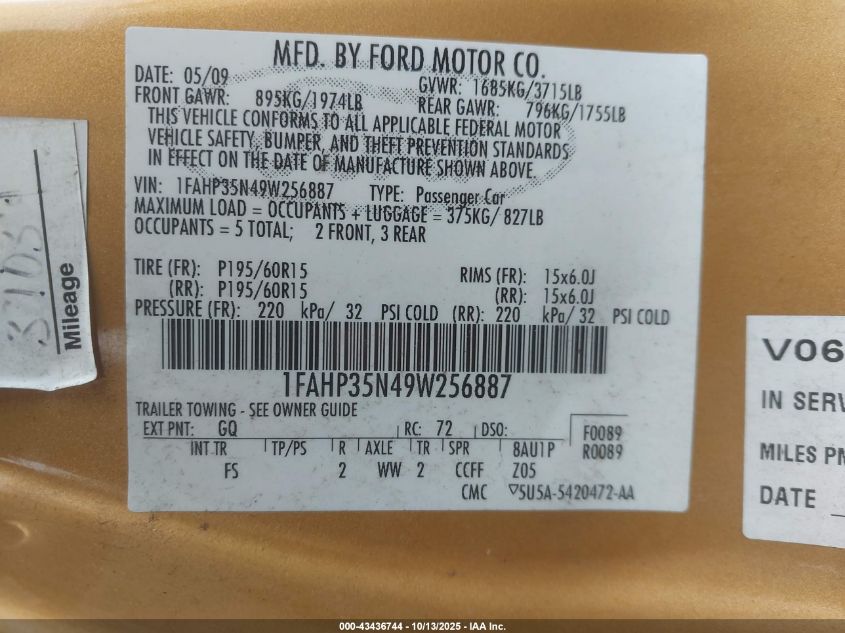 MFD. BY FORD MOTOR CO.
DATE: 05/09 GVWR: 1685KG/3715LB
FRONT GAWR: 895KG/1974LB REAR GAWR: 796KG/1755LB
THIS VEHICLE CONFORMS TO ALL APPLICABLE FEDERAL MOTOR
VEHICLE SAFETY, BUMPER, AND THEFT PREVENTION STANDARDS
IN EFFECT ON THE DATE OF MANUFACTURE SHOWN ABOVE.
VIN: 1FAHP35N49W256887 TYPE: Passenger Car
MAXIMUM LOAD = OCCUPANTS + LUGGAGE = 375KG/ 827LB
OCCUPANTS = 5 TOTAL; 2 FRONT, 3 REAR
TIRE (FR): P195/60R15 RIMS (FR): 15x6.0J
(RR): P195/60R15 (RR): 15x6.0J
PRESSURE (FR): 220 kPa/ 32 PSI COLD (RR): 220 kPa/ 32 PSI COLD
1FAHP35N49W256887
TRAILER TOWING - SEE OWNER GUIDE
EXT PNT: GQ RC: 72 DSO: F0089
INT TR TP/PS R AXLE TR SPR 8AU1P R0089
FS 2 WW 2 CCFF Z05
CMC ▽5U5A-5420472-AA
Mileage
V06
IN SERV
MILES PM
DATE
000-43436744 - 10/13/2025 - IAA Inc.